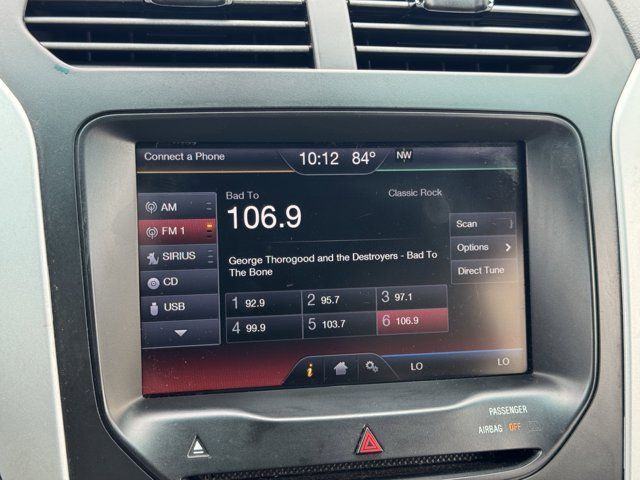 Connect a Phone
10:12 84° NW
AM
FM 1
SIRIUS
CD
USB
Bad To
Classic Rock
106.9
George Thorogood and the Destroyers - Bad To
The Bone
1 92.9
2 95.7
3 97.1
4 99.9
5 103.7
6 106.9
Scan
Options
Direct Tune
i
LO
LO
PASSENGER
AIRBAG OFF